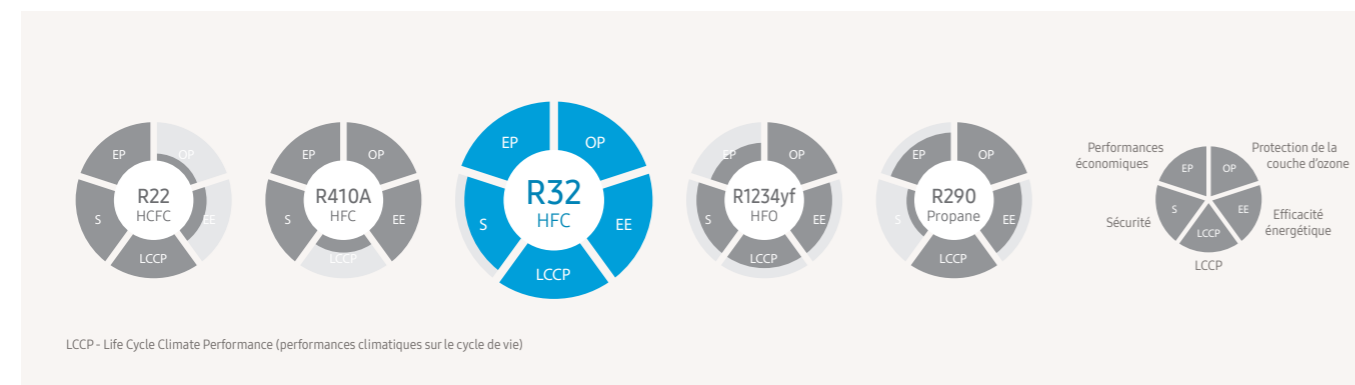 EP
OP
S
EE
LCCP
R22
HCFC
EP
OP
S
EE
LCCP
R410A
HFC
EP
OP
S
EE
LCCP
R32
HFC
EP
OP
S
EE
LCCP
R1234yf
HFO
EP
OP
S
EE
LCCP
R290
Propane
Performances
économiques
Protection de la
couche d'ozone
EP
OP
S
EE
LCCP
Sécurité
Efficacité
énergétique
LCCP
LCCP - Life Cycle Climate Performance (performances climatiques sur le cycle de vie)